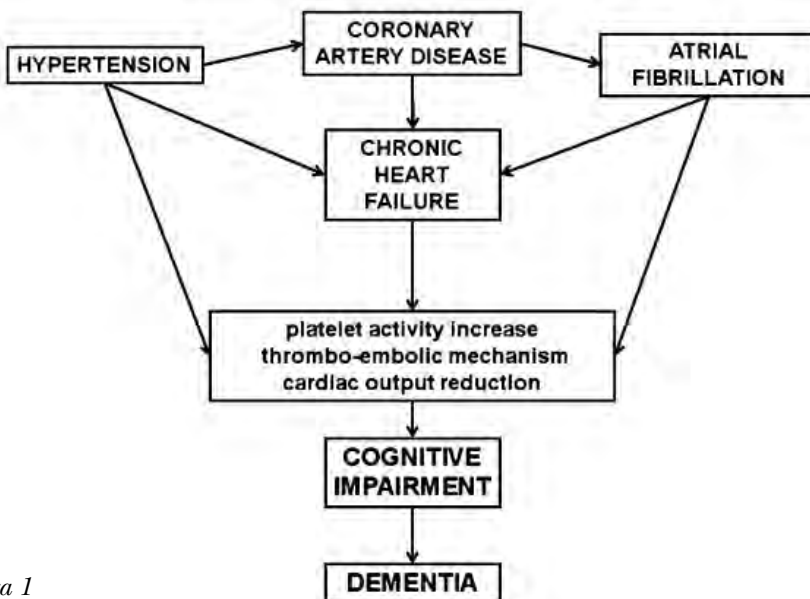 HYPERTENSION
CORONARY
ARTERY DISEASE
ATRIAL
FIBRILLATION
CHRONIC
HEART
FAILURE
platelet activity increase
thrombo-embolic mechanism
cardiac output reduction
COGNITIVE
IMPAIRMENT
DEMENTIA
1